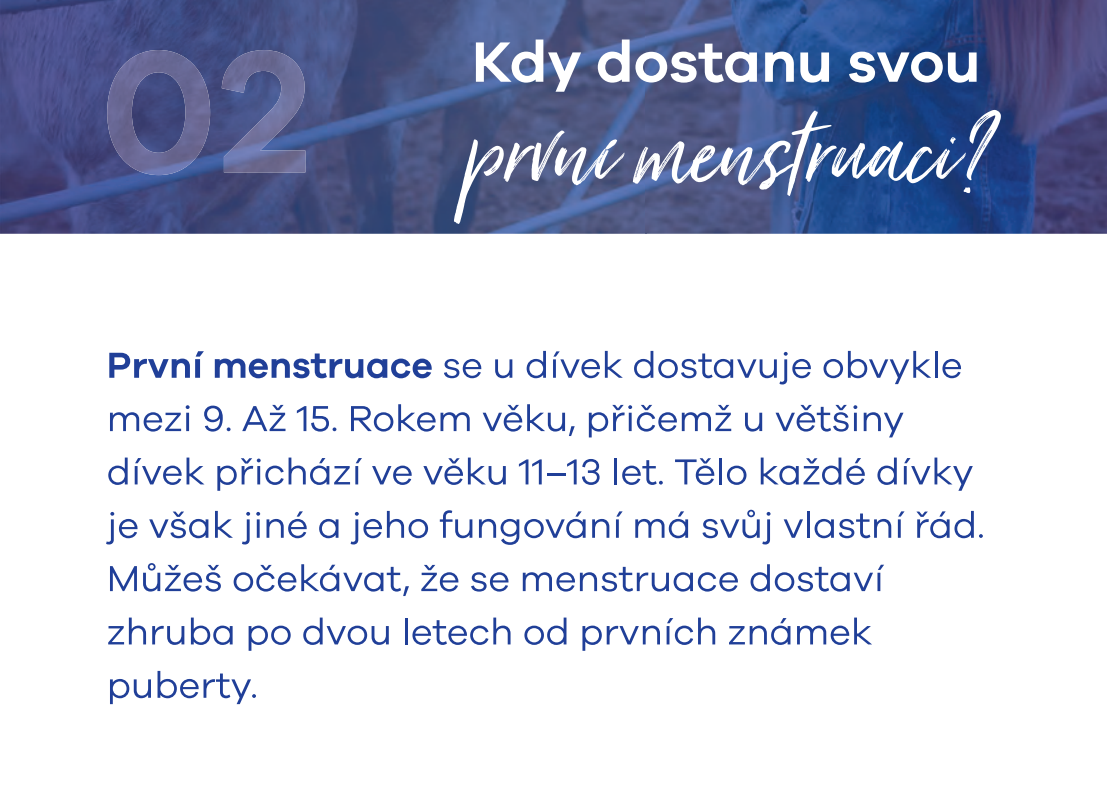 02
Kdy dostanu svou
první menstruaci?
První menstruace se u dívek dostavuje obvykle
mezi 9. Až 15. Rokem věku, přičemž u většiny
dívek přichází ve věku 11–13 let. Tělo každé dívky
je však jiné a jeho fungování má svůj vlastní řád.
Můžeš očekávat, že se menstruace dostaví
zhruba po dvou letech od prvních známek
puberty.